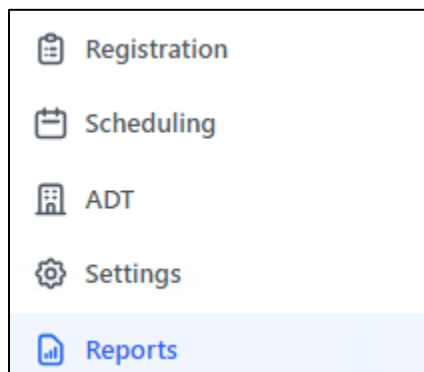 Registration
Scheduling
ADT
Settings
Reports